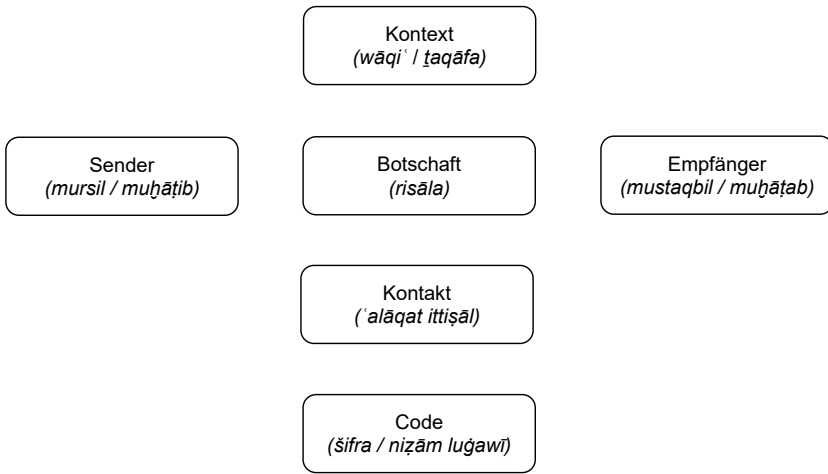 Kontext
(wāqiʿ / ṯaqāfa)
Sender
(mursil / muḫāṭib)
Botschaft
(risāla)
Empfänger
(mustaqbil / muḫāṭab)
Kontakt
(ʿalāqat ittiṣāl)
Code
(šifra / niẓām luġawī)